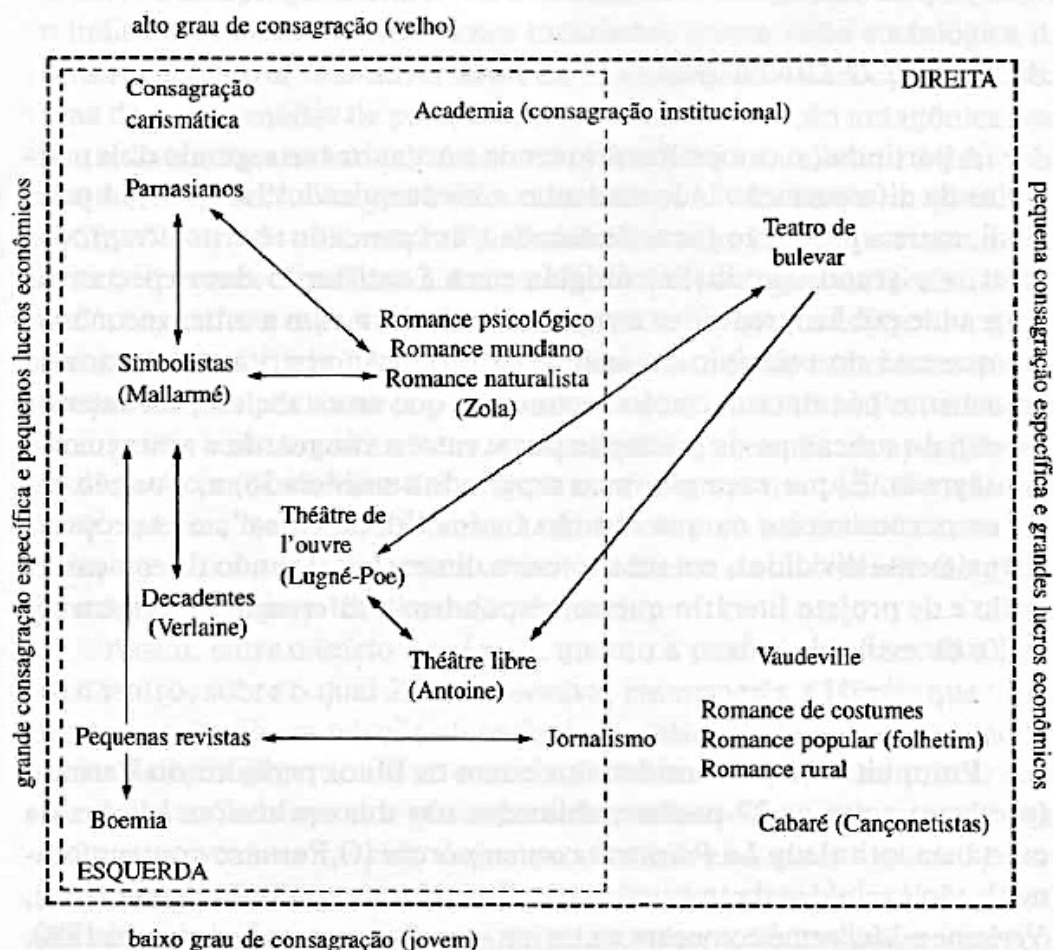 alto grau de consagração (velho)
DIREITA
Consagração
carismática
Academia (consagração institucional)
Parnasianos
Teatro de
bulevar
Romance psicológico
Romance mundano
Romance naturalista
(Zola)
Simbolistas
(Mallarmé)
Théâtre de
l'ouvre
(Lugné-Poe)
Decadentes
(Verlaine)
Théâtre libre
(Antoine)
Vaudeville
Romance de costumes
Romance popular (folhetim)
Romance rural
Pequenas revistas
Jornalismo
Boemia
Cabaré (Cançonetistas)
ESQUERDA
baixo grau de consagração (jovem)
grande consagração específica e pequenos lucros econômicos
pequena consagração específica e grandes lucros econômicos